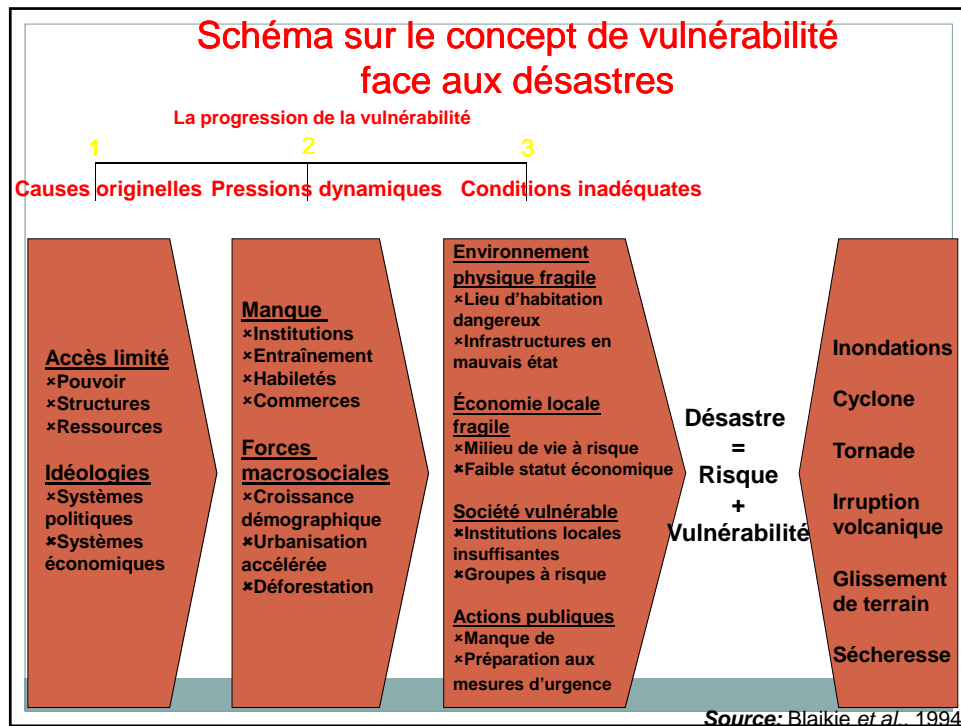 Schéma sur le concept de vulnérabilité
face aux désastres
La progression de la vulnérabilité
1
2
3
Causes originelles
Pressions dynamiques
Conditions inadéquates
Accès limité
×Pouvoir
×Structures
×Ressources
Idéologies
×Systèmes
politiques
×Systèmes
économiques
Manque
×Institutions
×Entraînement
×Habiletés
×Commerces
Forces
macrosociales
×Croissance
démographique
×Urbanisation
accélérée
×Déforestation
Environnement
physique fragile
×Lieu d'habitation
dangereux
×Infrastructures en
mauvais état
Économie locale
fragile
×Milieu de vie à risque
×Faible statut économique
Société vulnérable
×Institutions locales
insuffisantes
×Groupes à risque
Actions publiques
×Manque de
×Préparation aux
mesures d'urgence
Désastre
=
Risque
+
Vulnérabilité
Inondations
Cyclone
Tornade
Irruption
volcanique
Glissement
de terrain
Sécheresse
Source: Blaikie et al., 1994